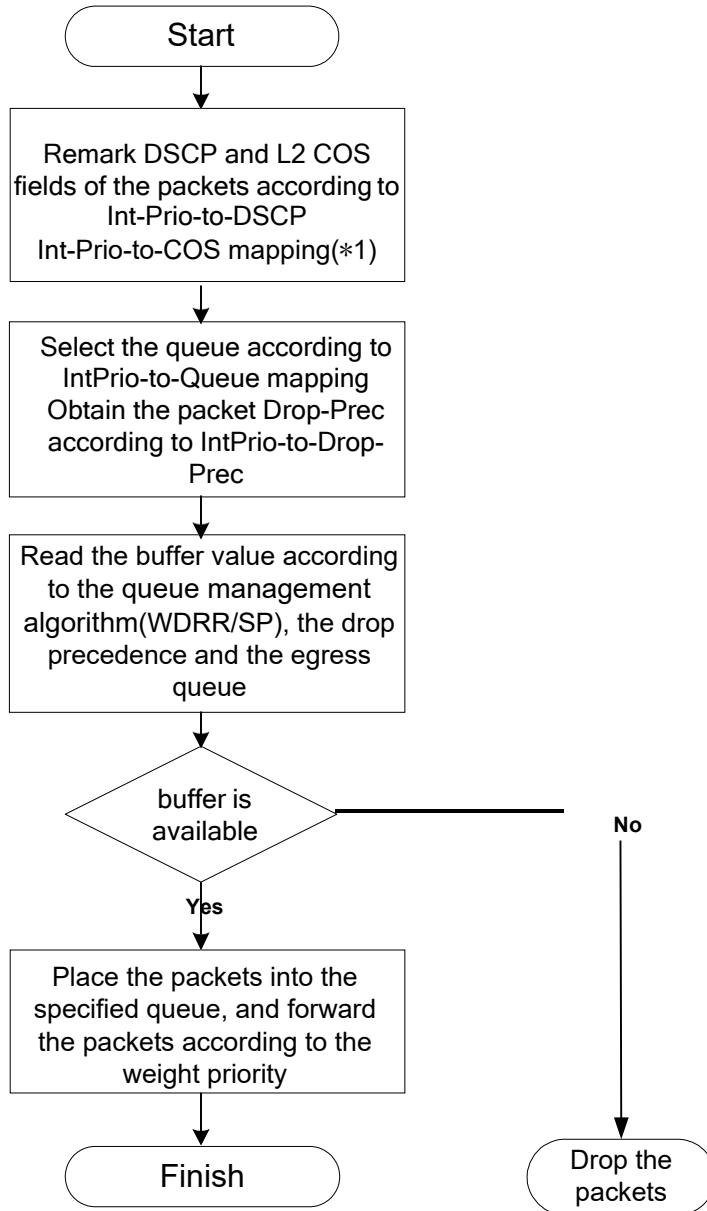 Start
Remark DSCP and L2 COS
fields of the packets according to
Int-Prio-to-DSCP
Int-Prio-to-COS mapping(*1)
Select the queue according to
IntPrio-to-Queue mapping
Obtain the packet Drop-Prec
according to IntPrio-to-Drop-
Prec
Read the buffer value according
to the queue management
algorithm(WDRR/SP), the drop
precedence and the egress
queue
buffer is
available
No
Yes
Place the packets into the
specified queue, and forward
the packets according to the
weight priority
Finish
Drop the
packets